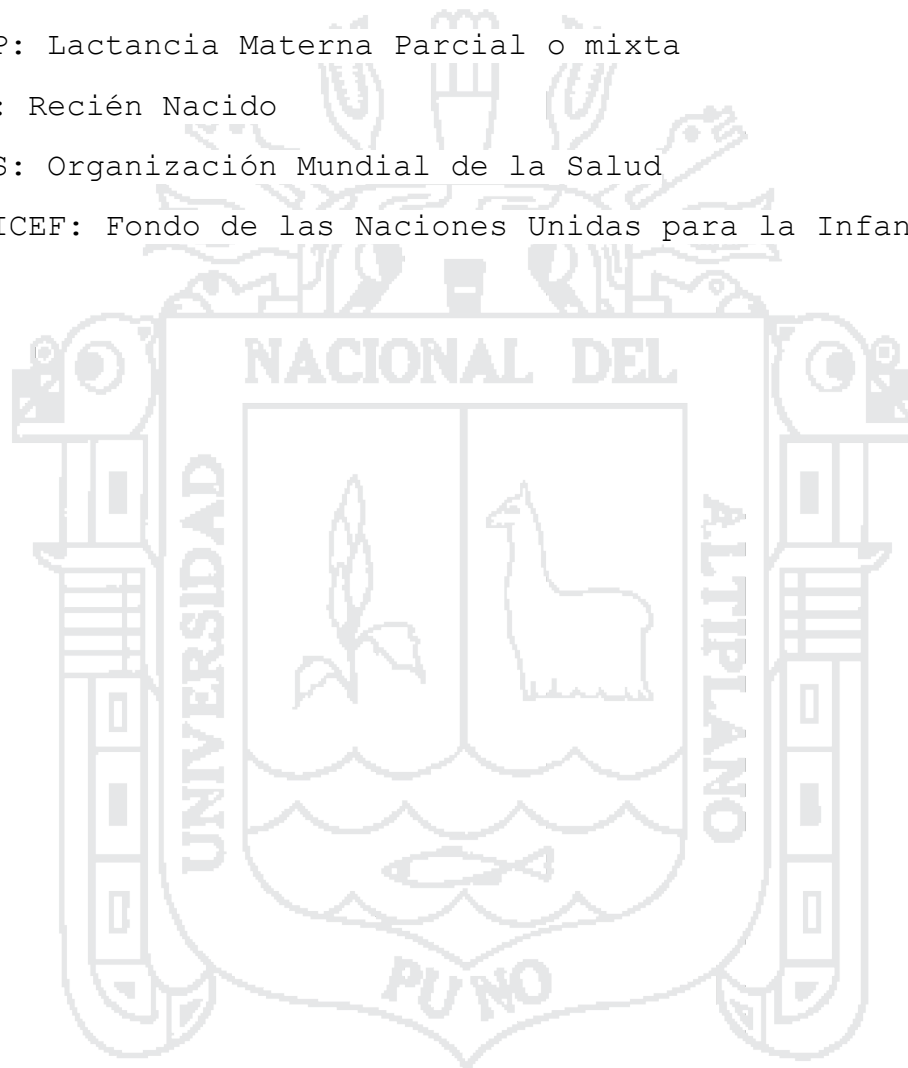 P: Lactancia Materna Parcial o mixta
: Recién Nacido
S: Organización Mundial de la Salud
ICEF: Fondo de las Naciones Unidas para la Infan
NACIONAL DEL
UNIVERSIDAD
ALTIPLANO
PUNO